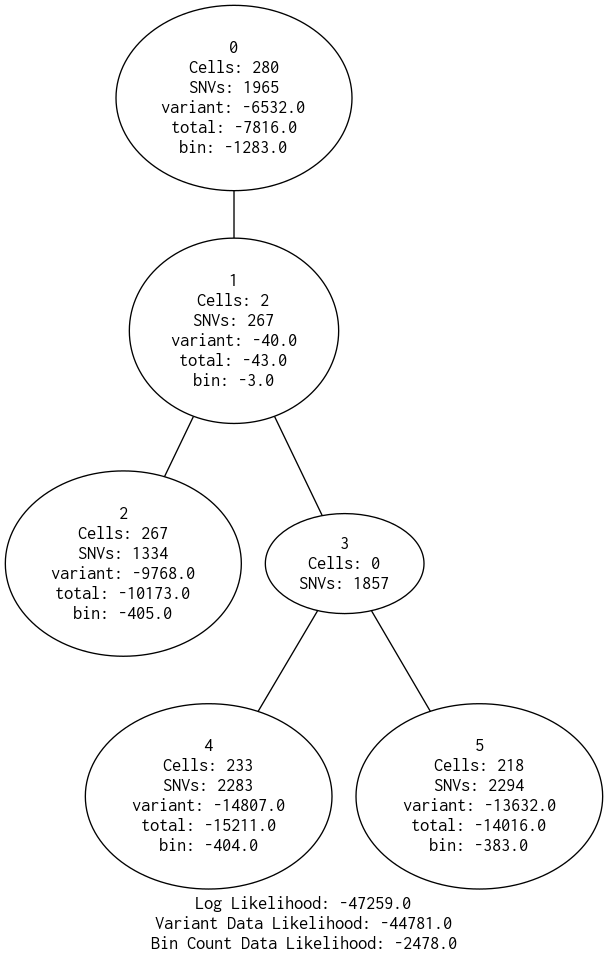 0
Cells: 280
SNVs: 1965
variant: -6532.0
total: -7816.0
bin: -1283.0
1
Cells: 2
SNVs: 267
variant: -40.0
total: -43.0
bin: -3.0
2
Cells: 267
SNVs: 1334
variant: -9768.0
total: -10173.0
bin: -405.0
3
Cells: 0
SNVs: 1857
4
Cells: 233
SNVs: 2283
variant: -14807.0
total: -15211.0
bin: -404.0
5
Cells: 218
SNVs: 2294
variant: -13632.0
total: -14016.0
bin: -383.0
Log Likelihood: -47259.0
Variant Data Likelihood: -44781.0
Bin Count Data Likelihood: -2478.0